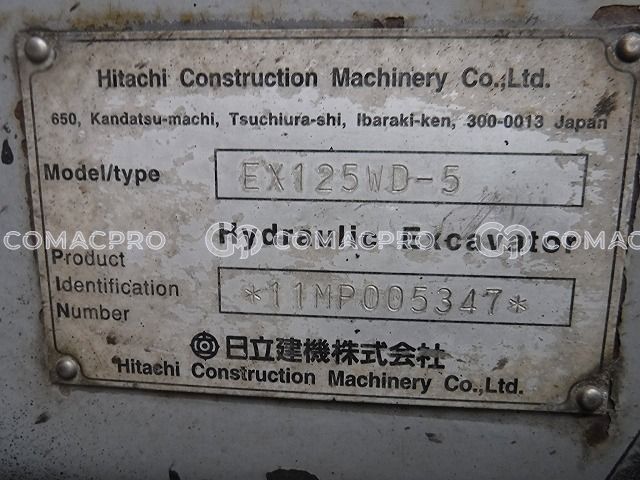 Hitachi Construction Machinery Co.,Ltd.
650, Kandatsu-machi, Tsuchiura-shi, Ibaraki-ken, 300-0013 Japan
Model/type EX125WD-5
Hydraulic Excavator
COMACPRO COMACPRO COMACPRO
Product
Identification *11MP005347*
Number
日立建機株式会社
Hitachi Construction Machinery Co.,Ltd.